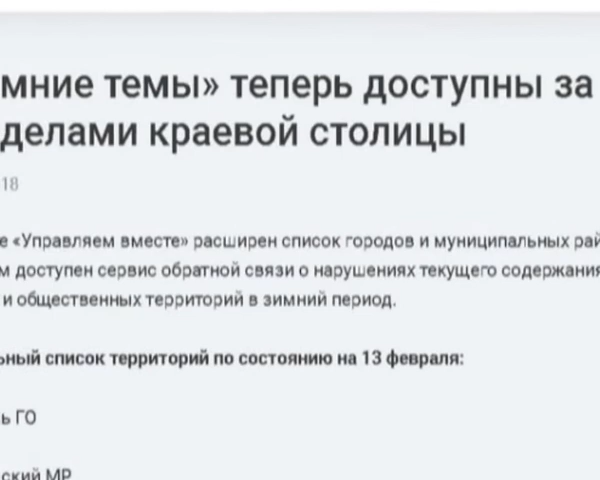 мние темы» теперь доступны за
делами краевой столицы
18
е «Управляем вместе» расширен список городов и муниципальных рай
м доступен сервис обратной связи о нарушениях текущего содержания
и общественных территорий в зимний период.
ьный список территорий по состоянию на 13 февраля:
ь ГО
ский МР